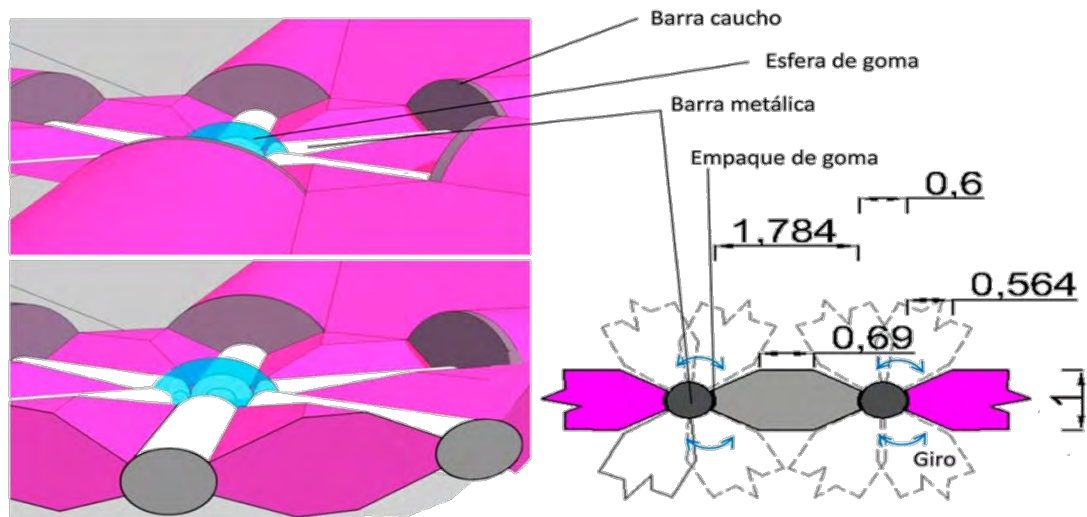 Barra caucho
Esfera de goma
Barra metálica
Empaque de goma
0,6
1,784
0,564
0,69
1
Giro